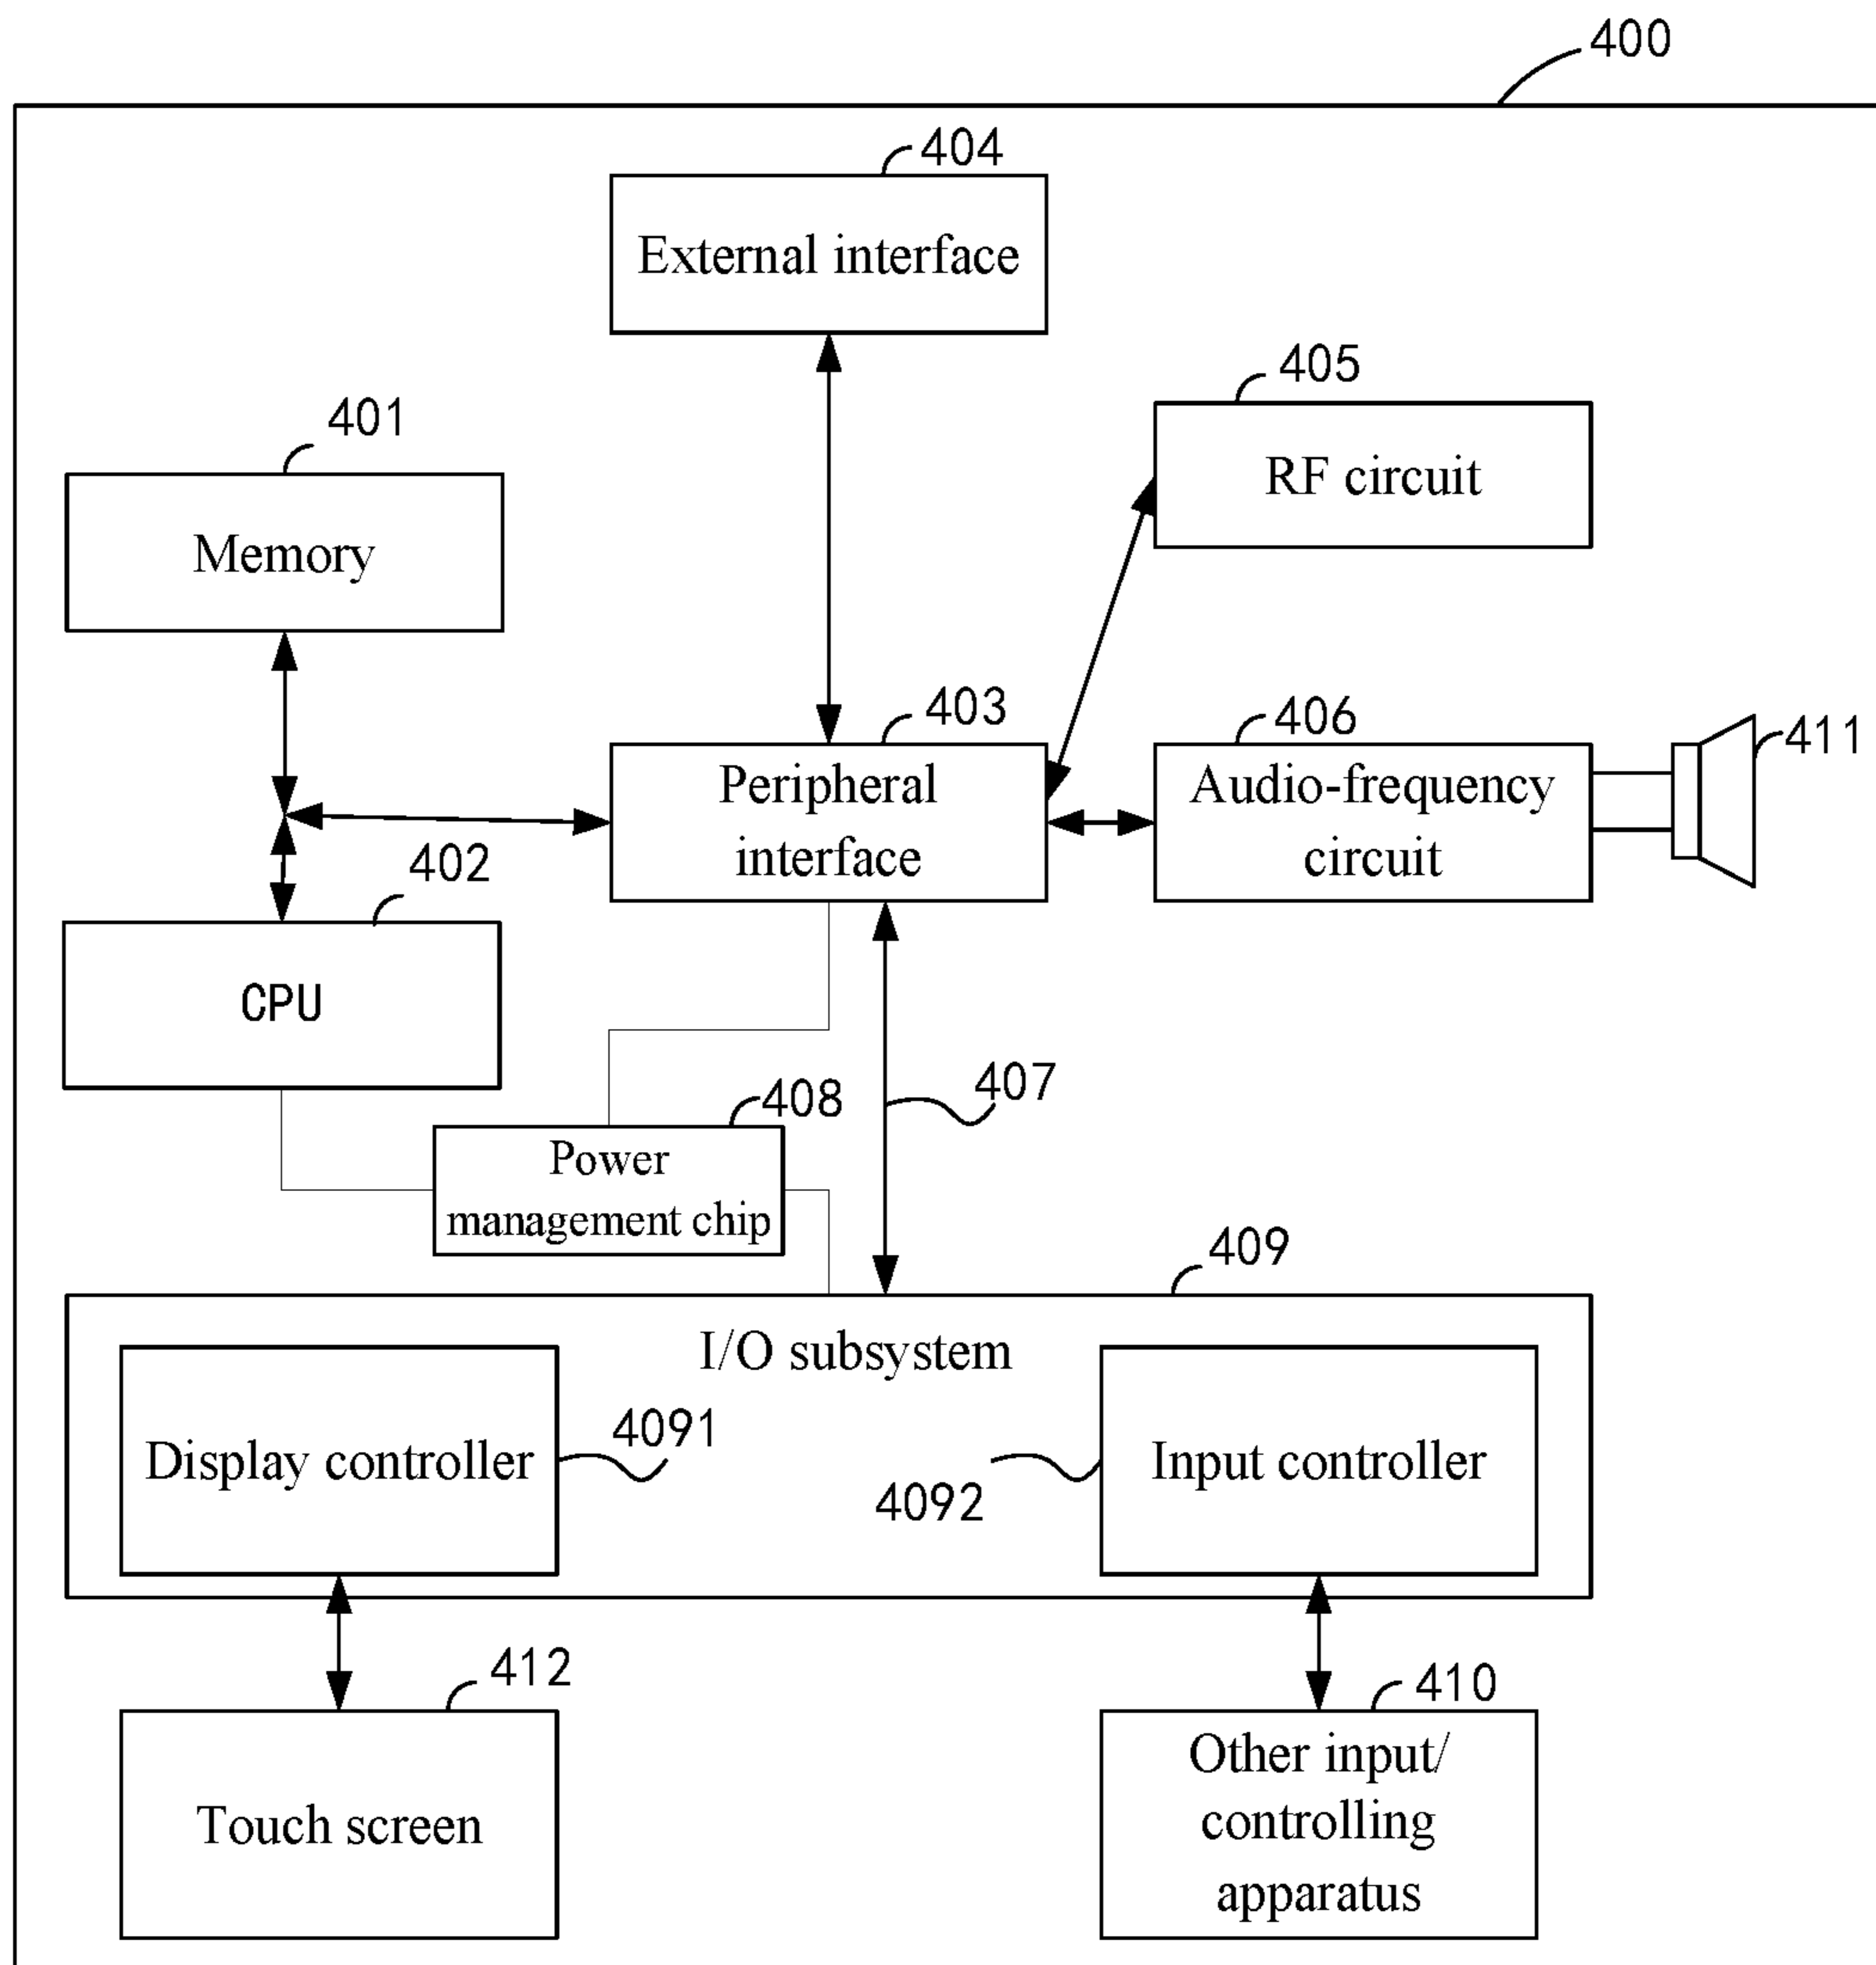 400
404
External interface
405
RF circuit
401
Memory
403
Peripheral
interface
406
Audio-frequency
circuit
411
402
CPU
407
408
Power
management chip
409
I/O subsystem
4091
Display controller
4092
Input controller
412
Touch screen
410
Other input/
controlling
apparatus